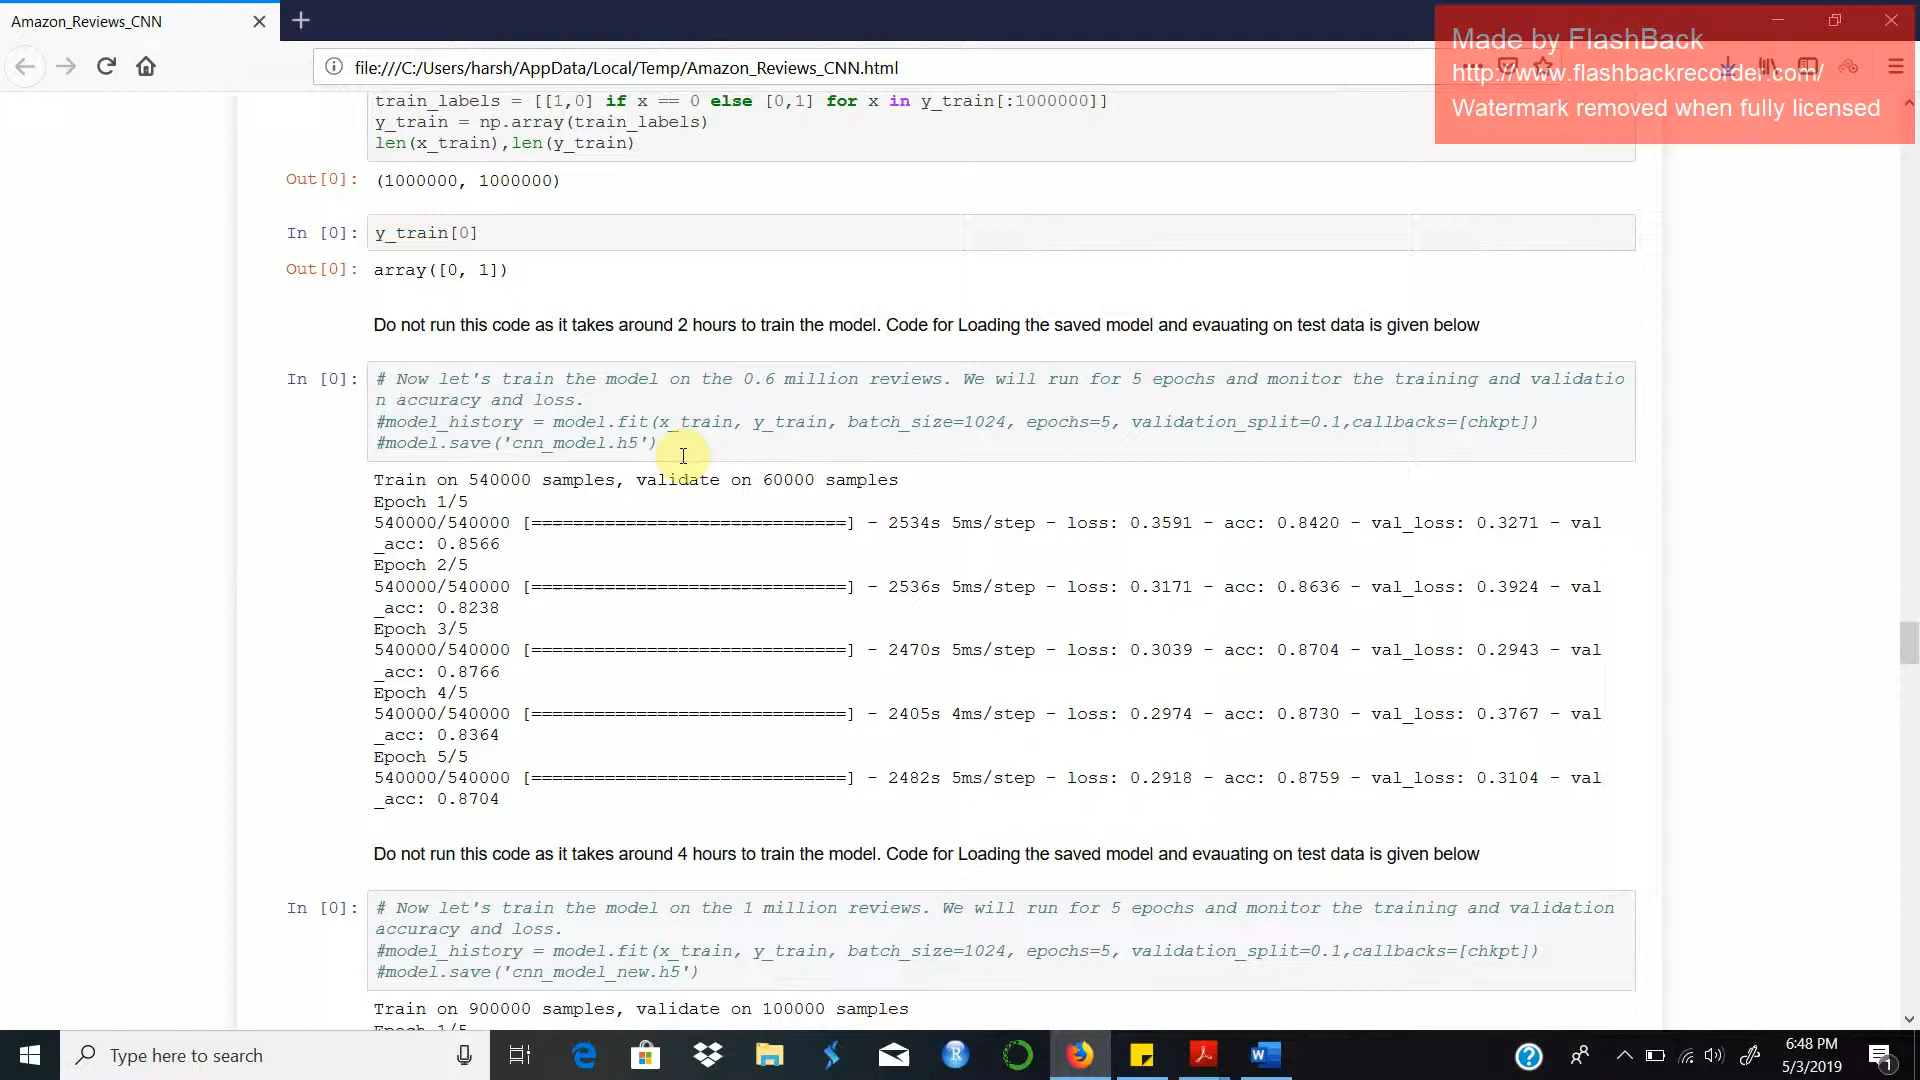 Amazon_Reviews_CNN
Made by FlashBack
file:///C:/Users/harsh/AppData/Local/Temp/Amazon_Reviews_CNN.html
http://www.flashbackrecorder.com/
Watermark removed when fully licensed
train_labels = [[1,0] if x == 0 else [0,1] for x in y_train[:1000000]]
y_train = np.array(train_labels)
len(x_train),len(y_train)
Out[0]: (1000000, 1000000)
In [0]: y_train[0]
Out[0]: array([0, 1])
Do not run this code as it takes around 2 hours to train the model. Code for Loading the saved model and evauating on test data is given below
In [0]: # Now let's train the model on the 0.6 million reviews. We will run for 5 epochs and monitor the training and validatio
n accuracy and loss.
#model_history = model.fit(x_train, y_train, batch_size=1024, epochs=5, validation_split=0.1,callbacks=[chkpt])
#model.save('cnn_model.h5')
Train on 540000 samples, validate on 60000 samples
Epoch 1/5
540000/540000 [==============================] - 2534s 5ms/step - loss: 0.3591 - acc: 0.8420 - val_loss: 0.3271 - val
_acc: 0.8566
Epoch 2/5
540000/540000 [==============================] - 2536s 5ms/step - loss: 0.3171 - acc: 0.8636 - val_loss: 0.3924 - val
_acc: 0.8238
Epoch 3/5
540000/540000 [==============================] - 2470s 5ms/step - loss: 0.3039 - acc: 0.8704 - val_loss: 0.2943 - val
_acc: 0.8766
Epoch 4/5
540000/540000 [==============================] - 2405s 4ms/step - loss: 0.2974 - acc: 0.8730 - val_loss: 0.3767 - val
_acc: 0.8364
Epoch 5/5
540000/540000 [==============================] - 2482s 5ms/step - loss: 0.2918 - acc: 0.8759 - val_loss: 0.3104 - val
_acc: 0.8704
Do not run this code as it takes around 4 hours to train the model. Code for Loading the saved model and evauating on test data is given below
In [0]: # Now let's train the model on the 1 million reviews. We will run for 5 epochs and monitor the training and validation
accuracy and loss.
#model_history = model.fit(x_train, y_train, batch_size=1024, epochs=5, validation_split=0.1,callbacks=[chkpt])
#model.save('cnn_model_new.h5')
Train on 900000 samples, validate on 100000 samples
Epoch 1/5
Type here to search
6:48 PM
5/3/2019
1